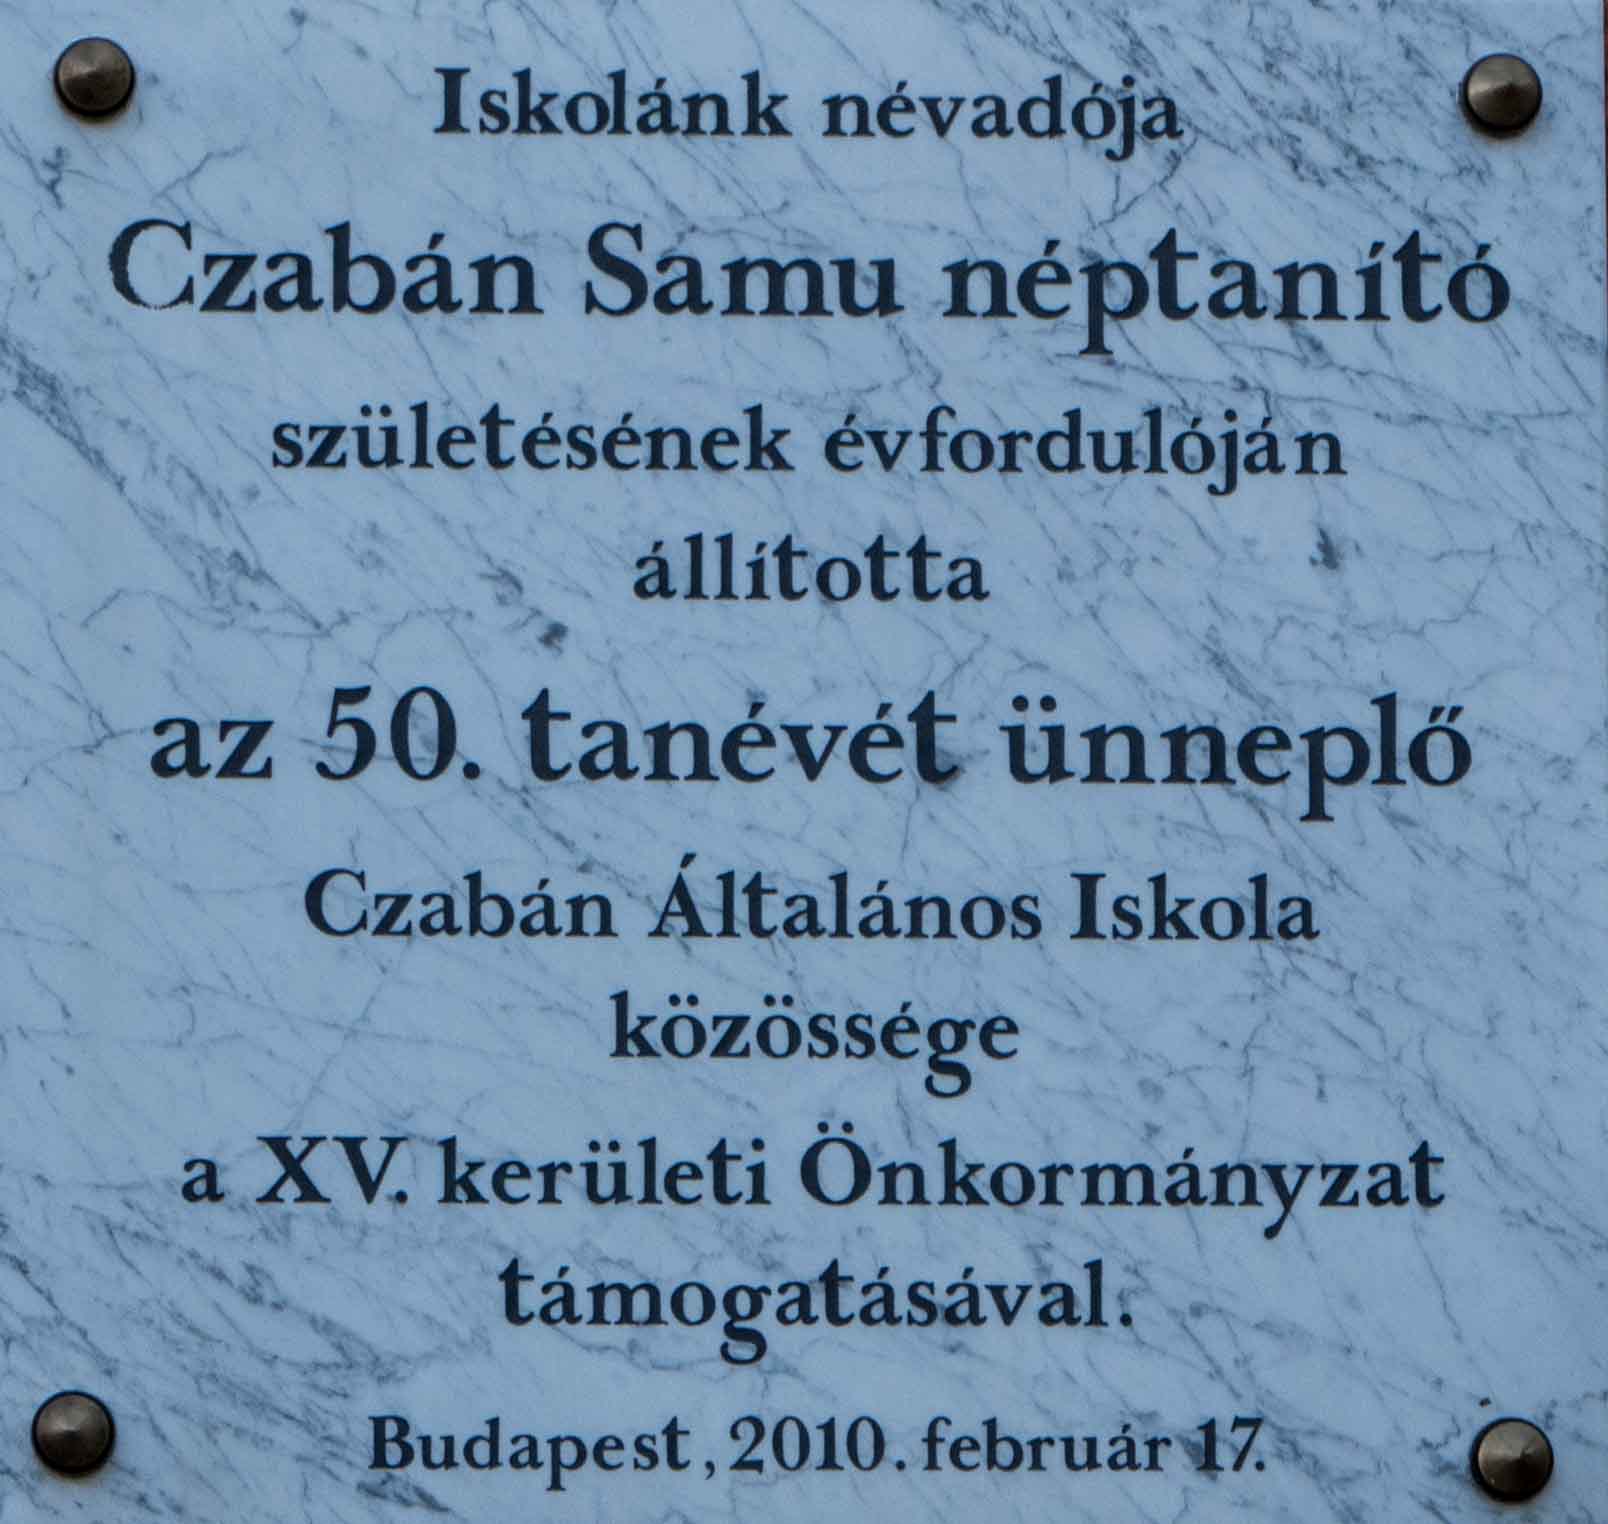 Iskolánk névadója
Czabán Samu néptanító
születésének évfordulóján
állította
az 50. tanévét ünneplő
Czabán Általános Iskola
közössége
a XV. kerületi Önkormányzat
támogatásával.
Budapest, 2010. február 17.